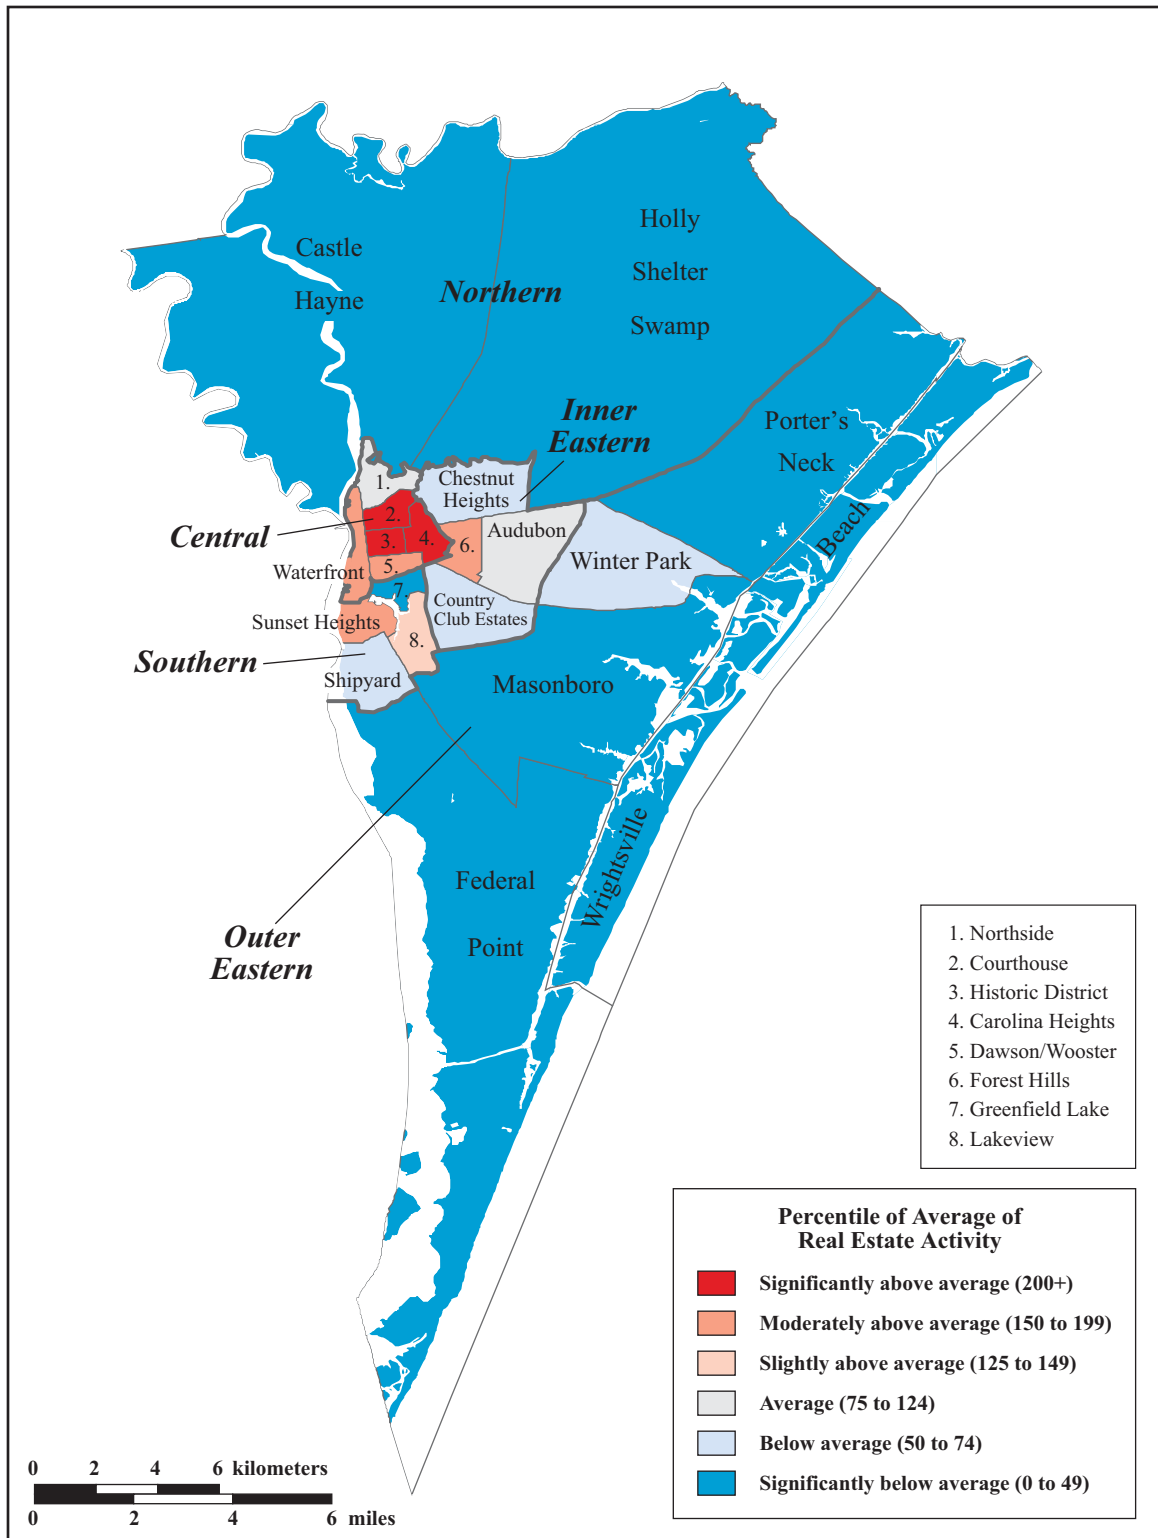 Holly
Shelter
Swamp
Castle
Hayne
Northern
Inner
Eastern
Porter's
Neck
Beach
1.
Chestnut
Heights
2.
Central
3.
4.
6.
Audubon
Winter Park
5.
Waterfront
7.
Country
Club Estates
Sunset Heights
8.
Southern
Shipyard
Masonboro
Wrightsville
Federal
Point
Outer
Eastern
1. Northside
2. Courthouse
3. Historic District
4. Carolina Heights
5. Dawson/Wooster
6. Forest Hills
7. Greenfield Lake
8. Lakeview
Percentile of Average of
Real Estate Activity
Significantly above average (200+)
Moderately above average (150 to 199)
Slightly above average (125 to 149)
Average (75 to 124)
Below average (50 to 74)
Significantly below average (0 to 49)
0 2 4 6 kilometers
0 2 4 6 miles